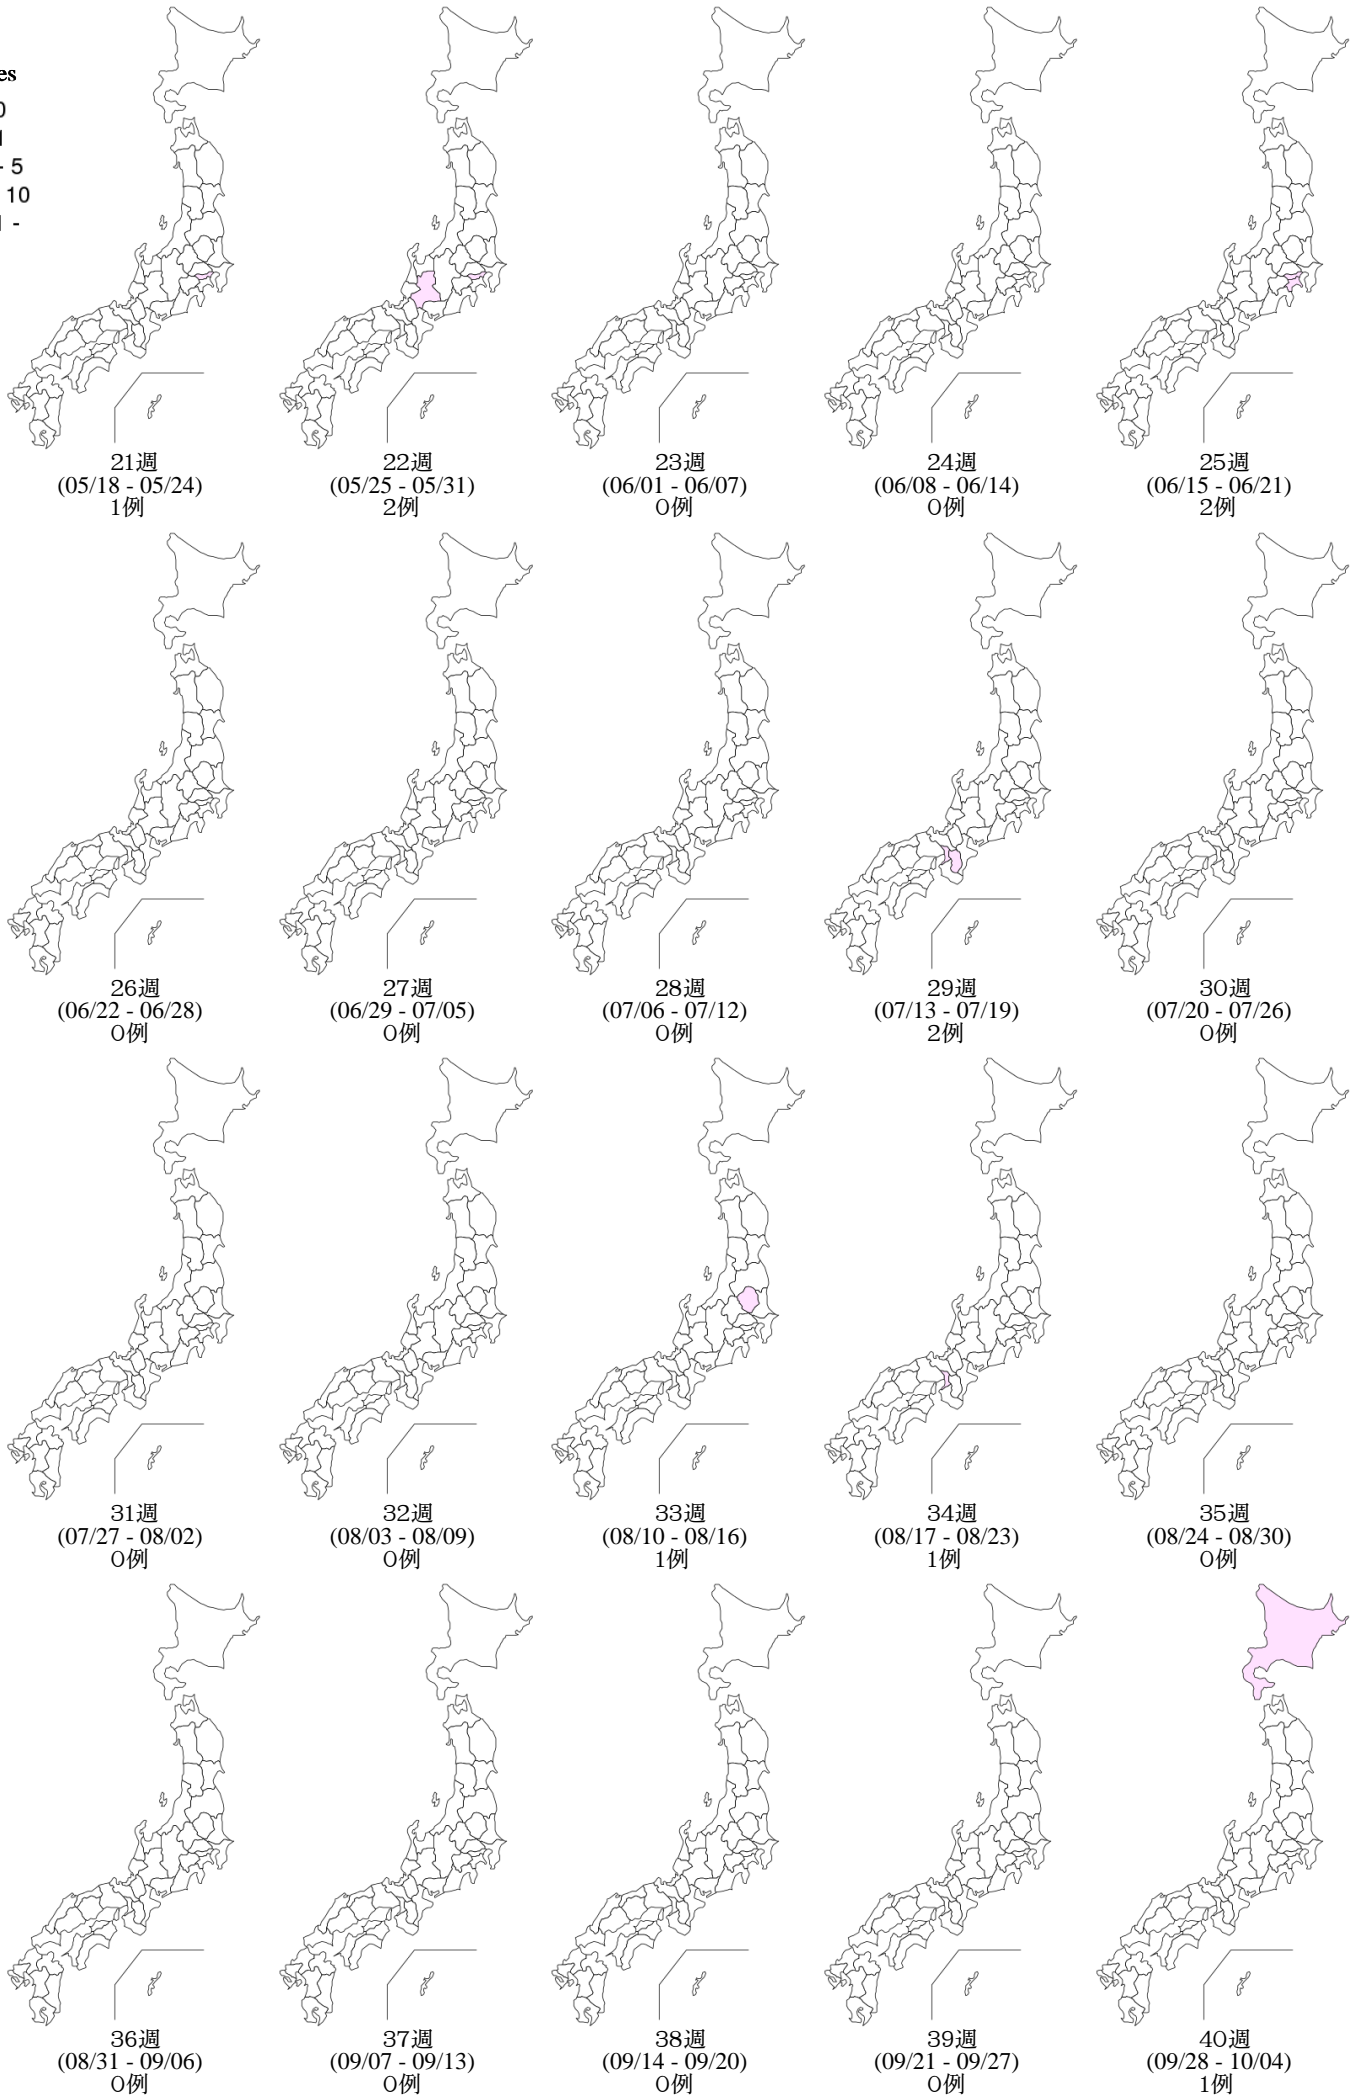 es
0
1
- 5
10
1 -
21週
(05/18 - 05/24)
1例
22週
(05/25 - 05/31)
2例
23週
(06/01 - 06/07)
0例
24週
(06/08 - 06/14)
0例
25週
(06/15 - 06/21)
2例
26週
(06/22 - 06/28)
0例
27週
(06/29 - 07/05)
0例
28週
(07/06 - 07/12)
0例
29週
(07/13 - 07/19)
2例
30週
(07/20 - 07/26)
0例
31週
(07/27 - 08/02)
0例
32週
(08/03 - 08/09)
0例
33週
(08/10 - 08/16)
1例
34週
(08/17 - 08/23)
1例
35週
(08/24 - 08/30)
0例
36週
(08/31 - 09/06)
0例
37週
(09/07 - 09/13)
0例
38週
(09/14 - 09/20)
0例
39週
(09/21 - 09/27)
0例
40週
(09/28 - 10/04)
1例